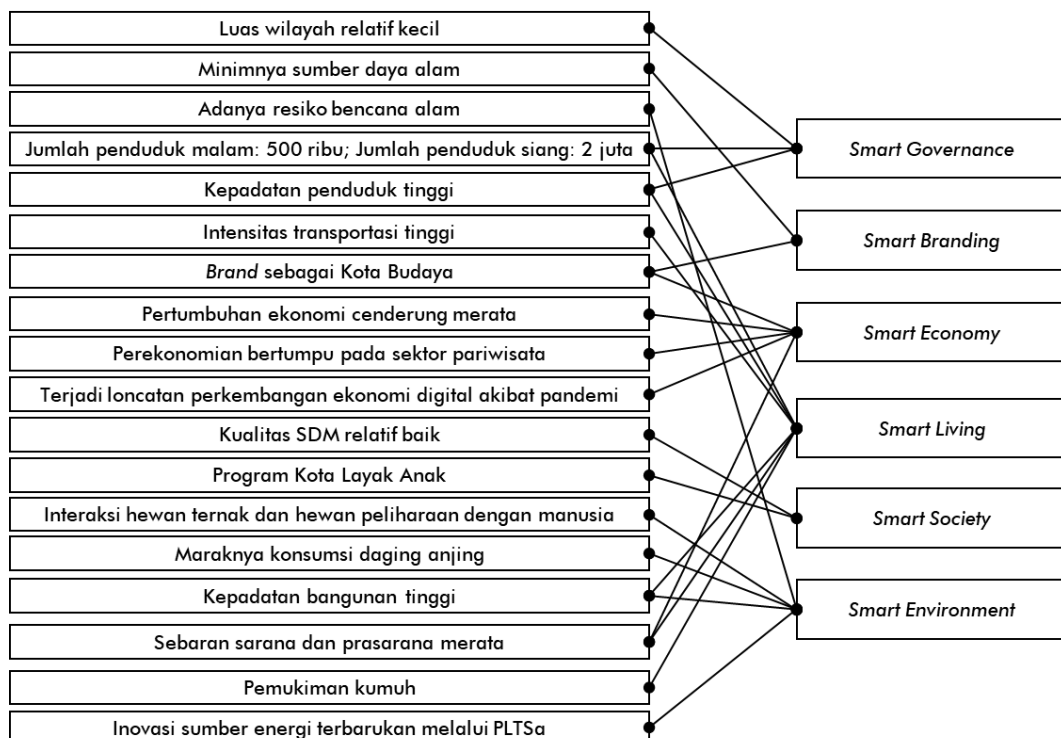 Luas wilayah relatif kecil
Minimnya sumber daya alam
Adanya resiko bencana alam
Jumlah penduduk malam: 500 ribu; Jumlah penduduk siang: 2 juta
Kepadatan penduduk tinggi
Intensitas transportasi tinggi
Brand sebagai Kota Budaya
Pertumbuhan ekonomi cenderung merata
Perekonomian bertumpu pada sektor pariwisata
Terjadi loncatan perkembangan ekonomi digital akibat pandemi
Kualitas SDM relatif baik
Program Kota Layak Anak
Interaksi hewan ternak dan hewan peliharaan dengan manusia
Maraknya konsumsi daging anjing
Kepadatan bangunan tinggi
Sebaran sarana dan prasarana merata
Pemukiman kumuh
Inovasi sumber energi terbarukan melalui PLTSa
Smart Governance
Smart Branding
Smart Economy
Smart Living
Smart Society
Smart Environment